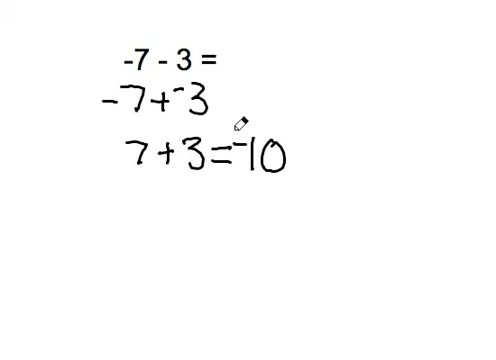 -7 - 3 =
-7+-3
7+3=-10